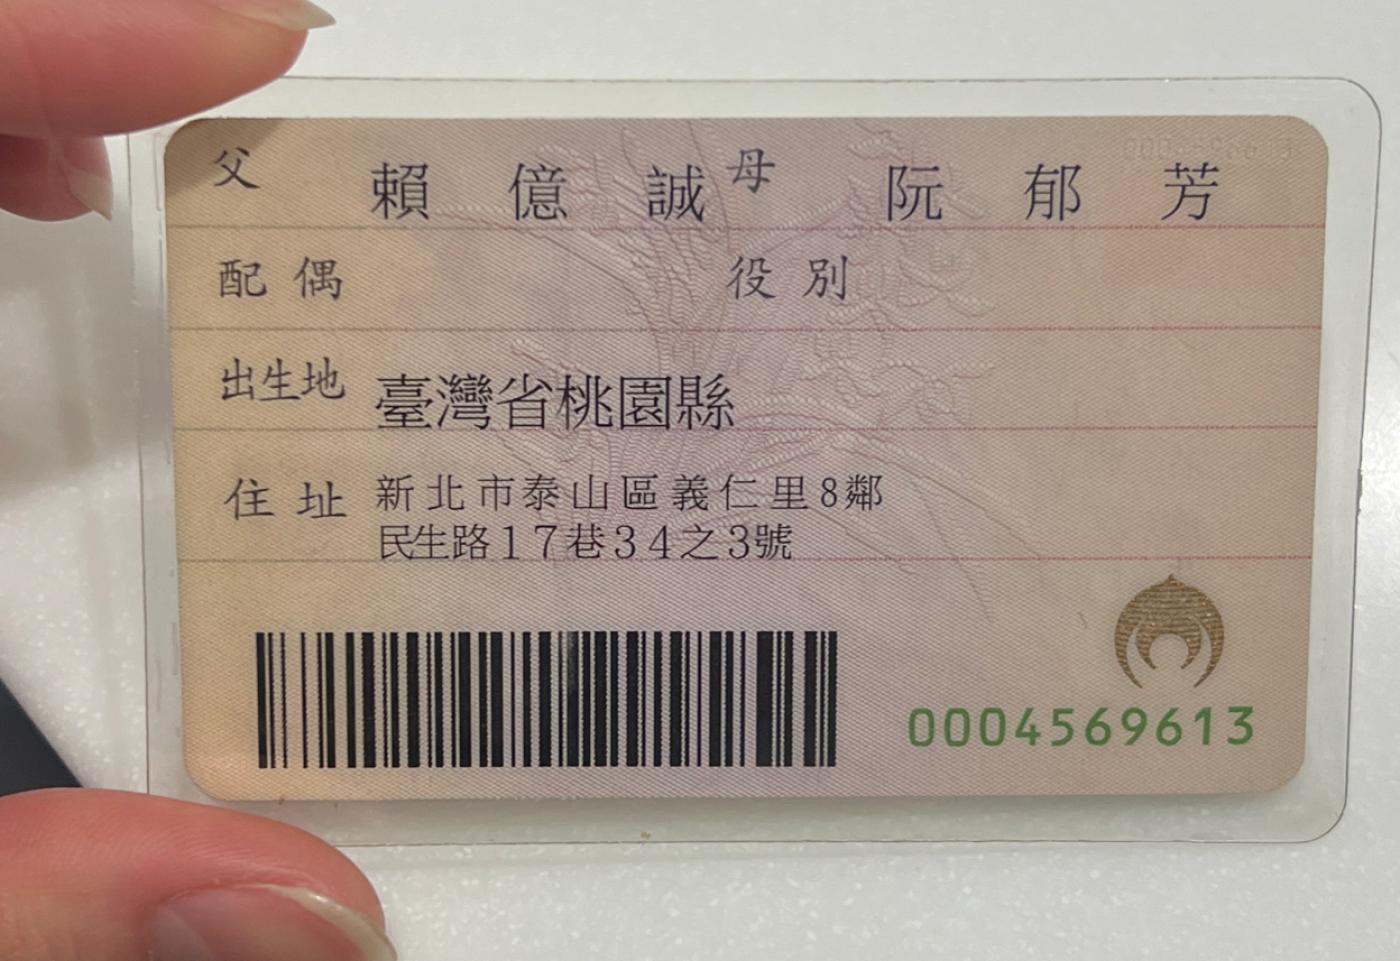 父 賴億誠 母 阮郁芳
配偶 役別
出生地 臺灣省桃園縣
住址 新北市泰山區義仁里8鄰
民生路17巷34之3號
0004569613